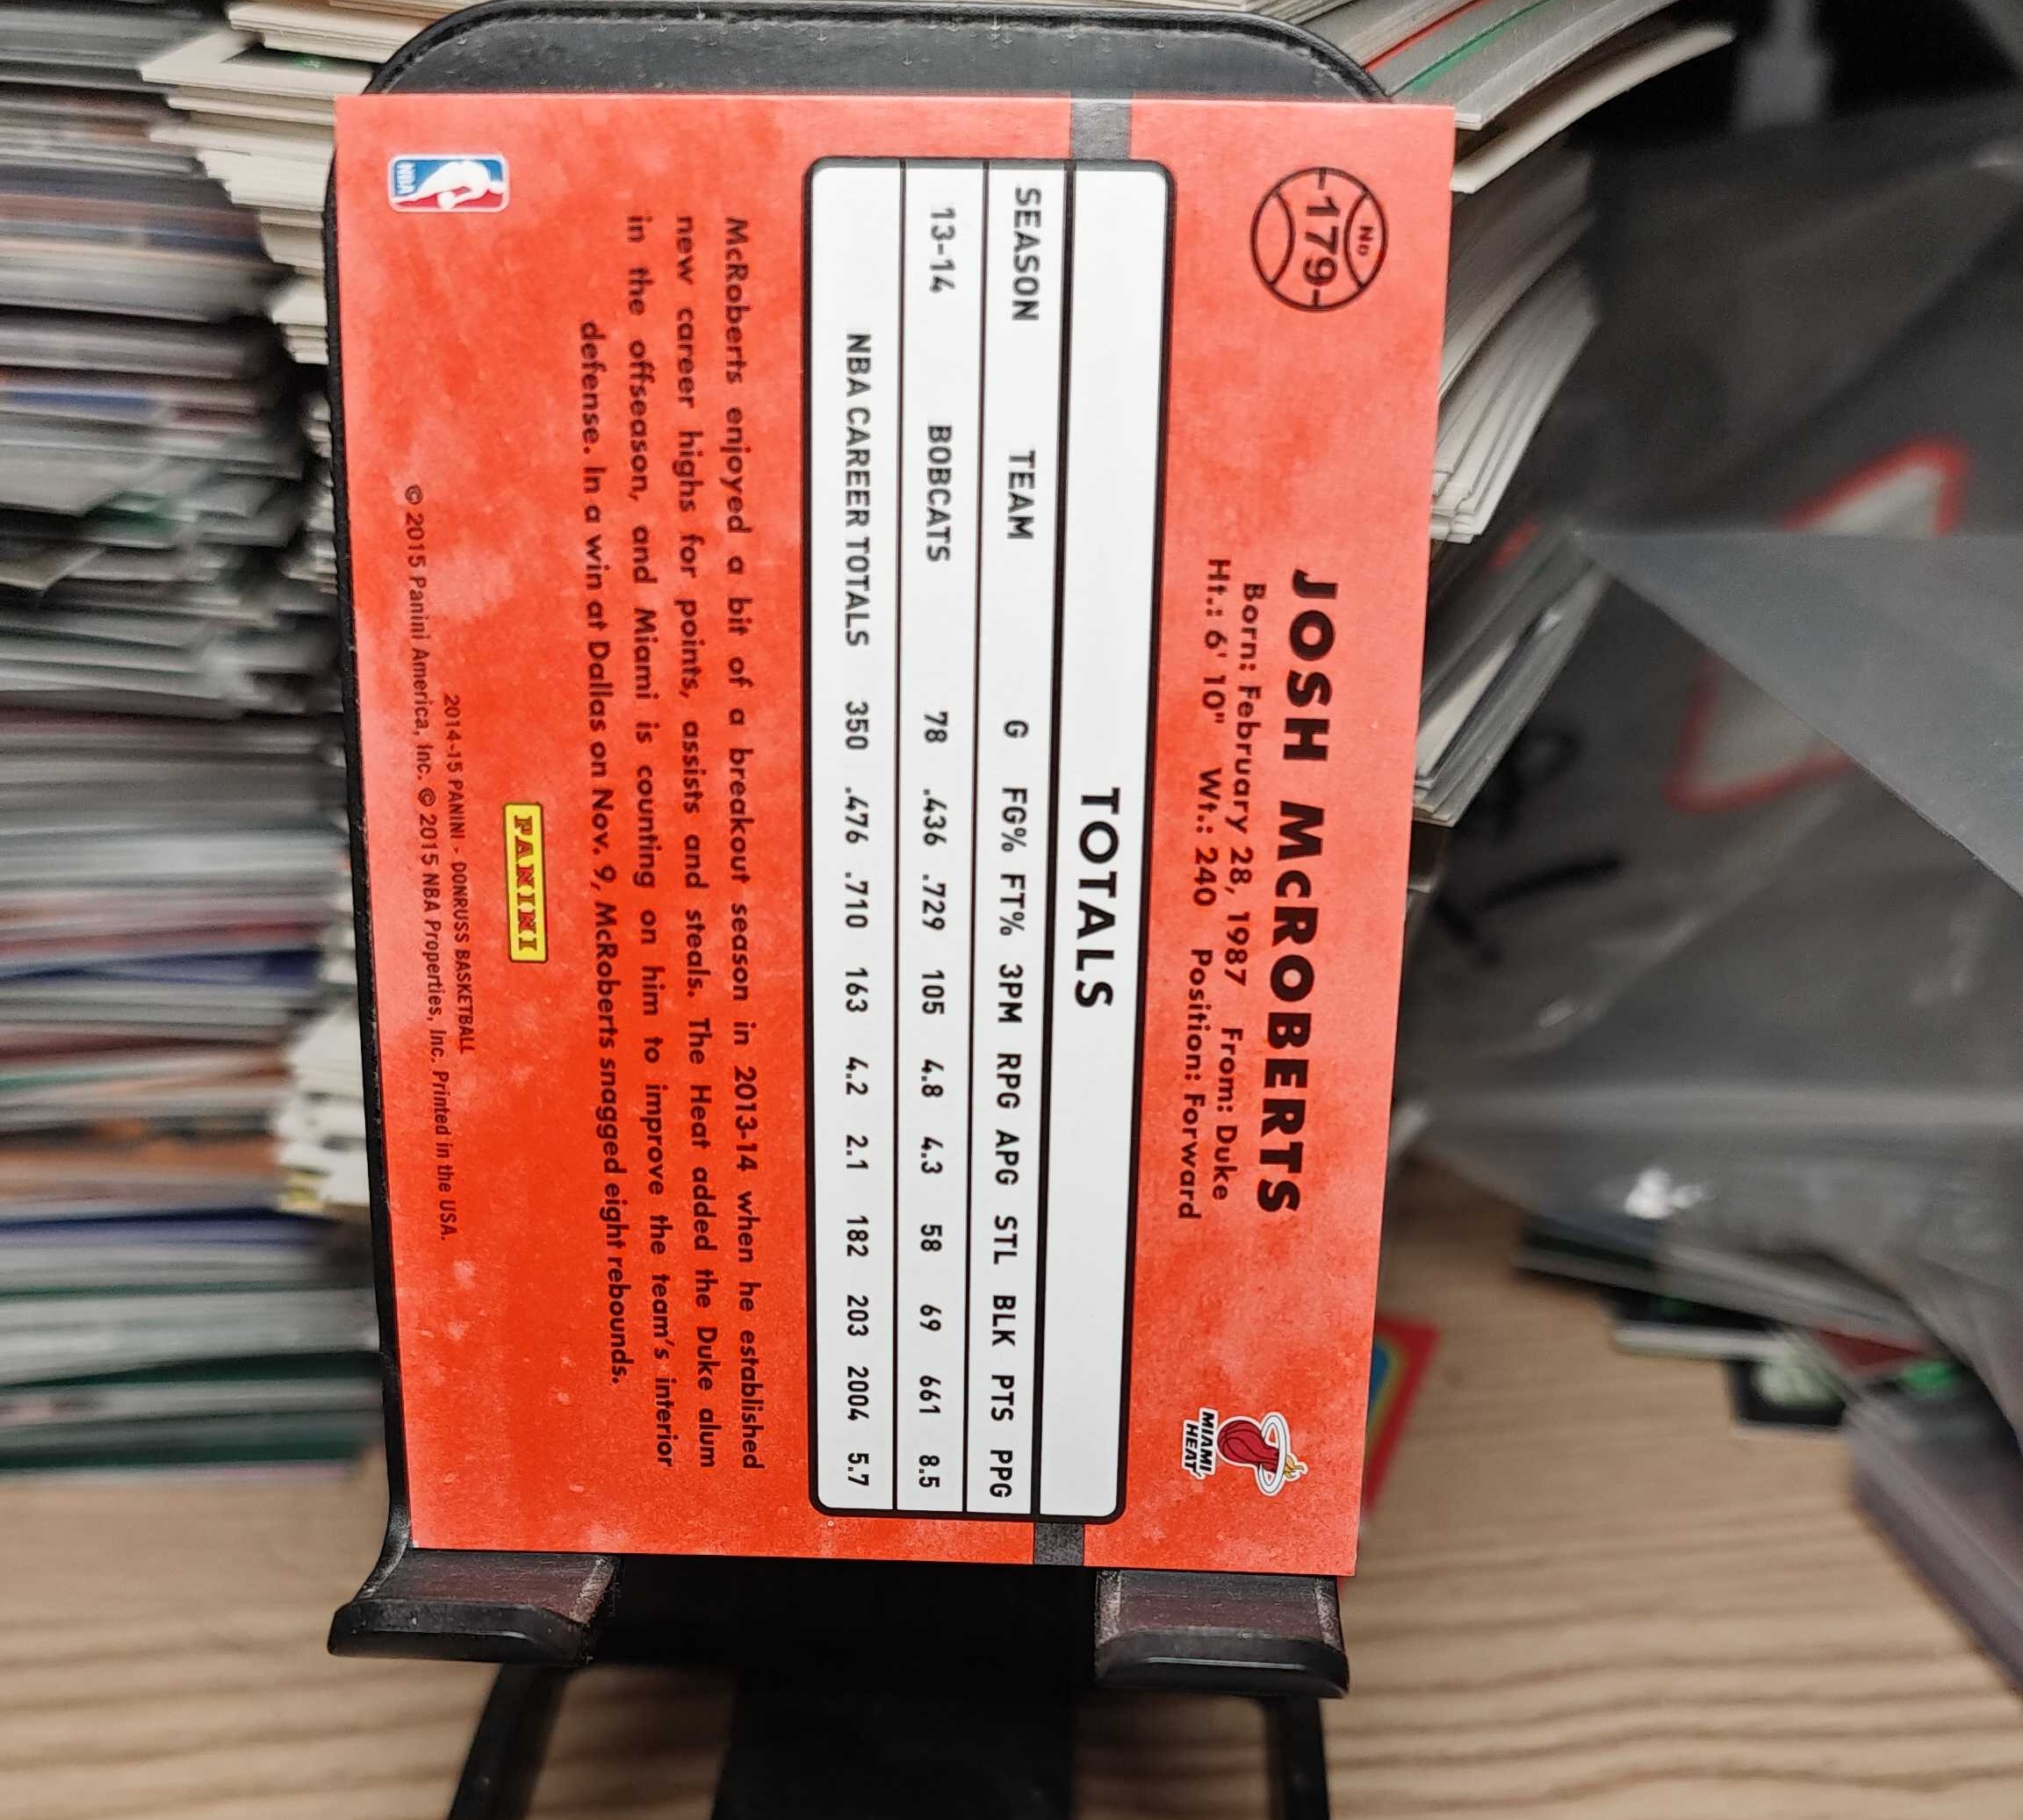 No
-179-
JOSH McROBERTS
Born: February 28, 1987 From: Duke
Ht.: 6' 10" Wt.: 240 Position: Forward
MIAMI
HEAT
TOTALS
SEASON TEAM G FG% FT% 3PM RPG APG STL BLK PTS PPG
13-14 BOBCATS 78 .436 .729 105 4.8 4.3 58 69 661 8.5
NBA CAREER TOTALS 350 .476 .710 163 4.2 2.1 182 203 2004 5.7
McRoberts enjoyed a bit of a breakout season in 2013-14 when he established
new career highs for points, assists and steals. The Heat added the Duke alum
in the offseason, and Miami is counting on him to improve the team's interior
defense. In a win at Dallas on Nov. 9, McRoberts snagged eight rebounds.
PANINI
NBA
2014-15 PANINI - DONRUSS BASKETBALL
© 2015 Panini America, Inc. © 2015 NBA Properties, Inc. Printed in the USA.